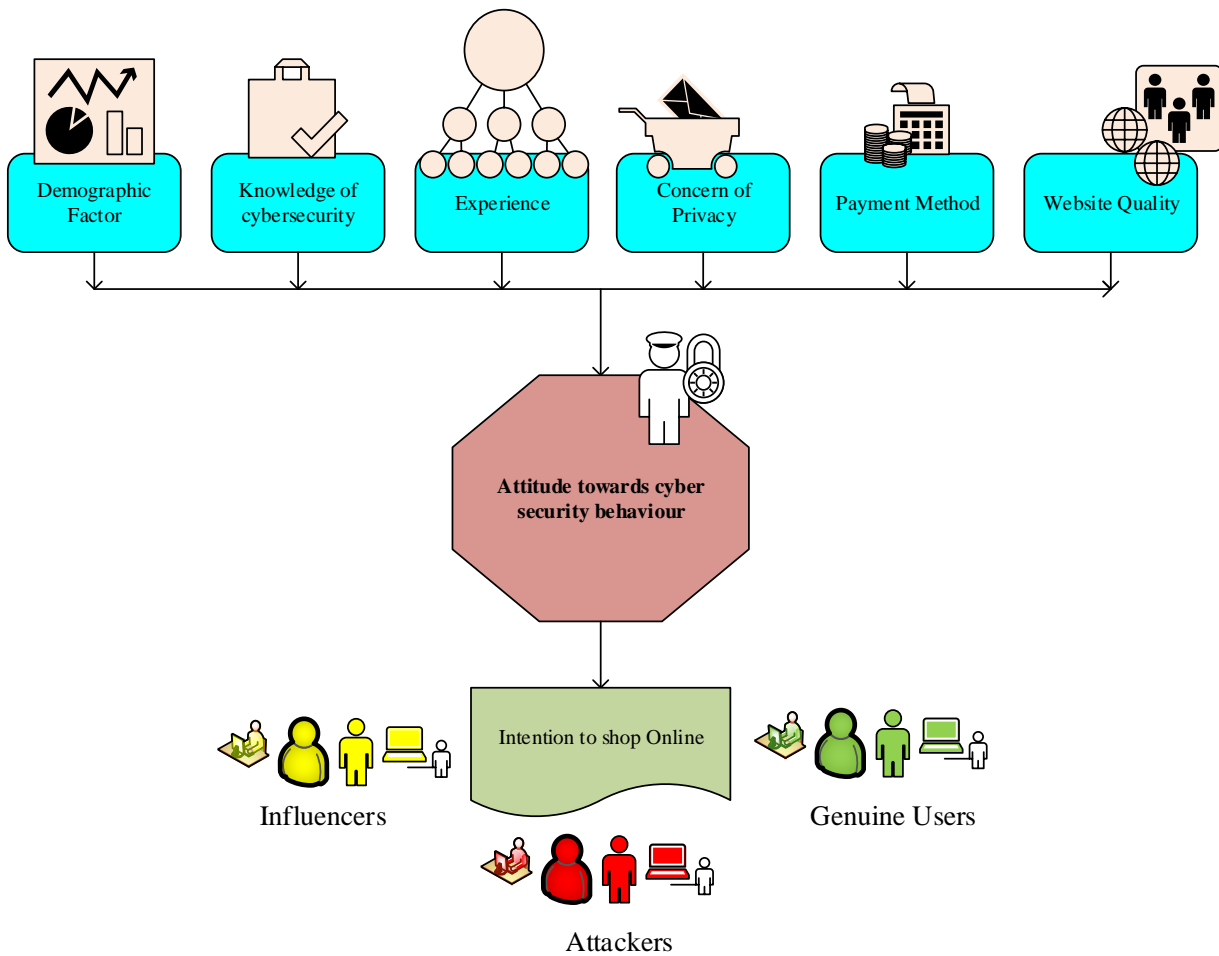 Demographic
Factor
Knowledge of
cybersecurity
Experience
Concern of
Privacy
Payment Method
Website Quality
Attitude towards cyber
security behaviour
Intention to shop Online
Influencers
Genuine Users
Attackers